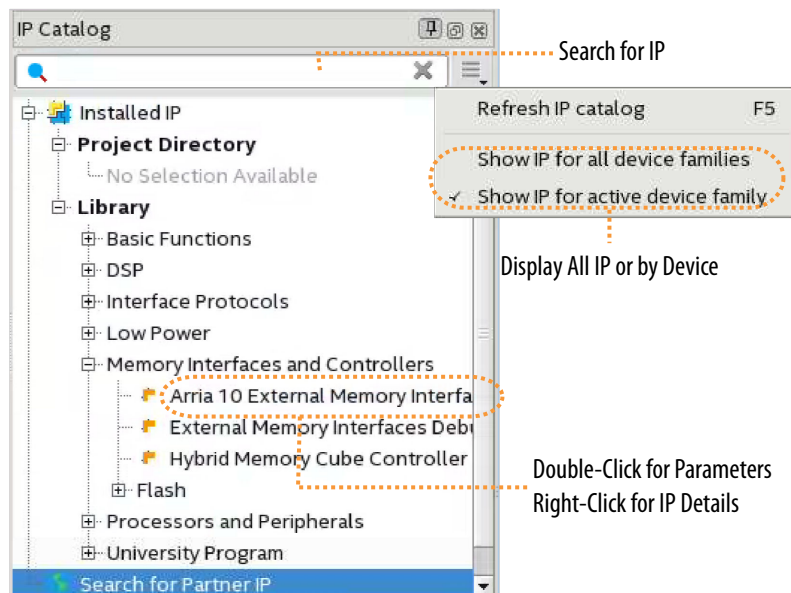 IP Catalog
Search for IP
Installed IP
Project Directory
No Selection Available
Library
Basic Functions
DSP
Interface Protocols
Low Power
Memory Interfaces and Controllers
Arria 10 External Memory Interfa
External Memory Interfaces Debu
Hybrid Memory Cube Controller
Flash
Processors and Peripherals
University Program
Search for Partner IP
Refresh IP catalog F5
Show IP for all device families
Show IP for active device family
Display All IP or by Device
Double-Click for Parameters
Right-Click for IP Details